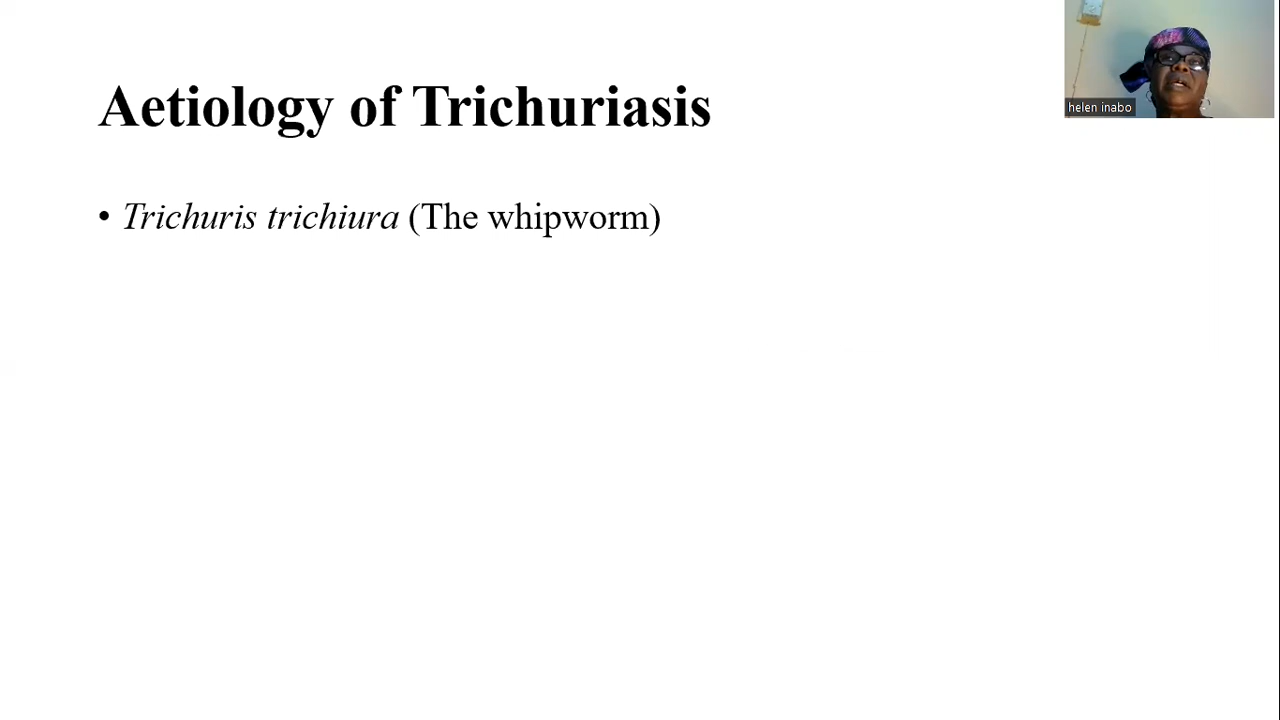 Aetiology of Trichuriasis
helen inabo
• Trichuris trichiura (The whipworm)